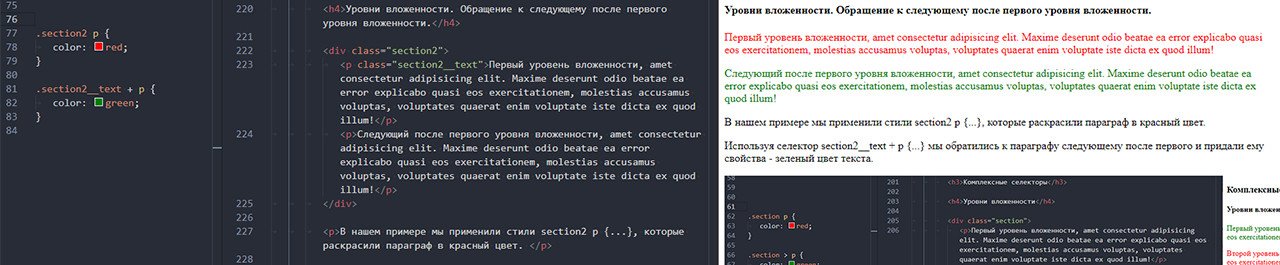 75
76
77 .section2 p {
78 color: red;
79 }
80
81 .section2__text + p {
82 color: green;
83 }
84
220 <h4>Уровни вложенности. Обращение к следующему после первого
уровня вложенности.</h4>
221
222 <div class="section2">
223 <p class="section2__text">Первый уровень вложенности, amet
consectetur adipisicing elit. Maxime deserunt odio beatae ea
error explicabo quasi eos exercitationem, molestias accusamus
voluptas, voluptates quaerat enim voluptate iste dicta ex quod
illum!</p>
224 <p>Следующий после первого уровня вложенности, amet consectetur
adipisicing elit. Maxime deserunt odio beatae ea error
explicabo quasi eos exercitationem, molestias accusamus
voluptas, voluptates quaerat enim voluptate iste dicta ex quod
illum!</p>
225 </div>
226
227 <p>В нашем примере мы применили стили section2 p {...}, которые
раскрасили параграф в красный цвет. </p>
228
Уровни вложенности. Обращение к следующему после первого уровня вложенности.
Первый уровень вложенности, amet consectetur adipisicing elit. Maxime deserunt odio beatae ea error explicabo quasi
eos exercitationem, molestias accusamus voluptas, voluptates quaerat enim voluptate iste dicta ex quod illum!
Следующий после первого уровня вложенности, amet consectetur adipisicing elit. Maxime deserunt odio beatae ea
error explicabo quasi eos exercitationem, molestias accusamus voluptas, voluptates quaerat enim voluptate iste dicta ex
quod illum!
В нашем примере мы применили стили section2 p {...}, которые раскрасили параграф в красный цвет.
Используя селектор section2__text + p {...} мы обратились к параграфу следующему после первого и придали ему
свойства - зеленый цвет текста.
58
59
60
61
62 .section p {
63 color: red;
64 }
65
66 .section > p {
67 color: green;
201 <h3>Комплексные селекторы</h3>
202
203 <h4>Уровни вложенности</h4>
204
205 <div class="section">
206 <p>Первый уровень вложенности, amet consectetur adipisicing
elit. Maxime deserunt odio beatae ea error explicabo quasi eos
exercitationem, molestias accusamus voluptas, voluptates
quaerat enim voluptate iste dicta ex quod illum!</p>
Комплексны
Уровни вложен
Первый уровень
eos exercitationem
Второй уровень
eos exercitationem